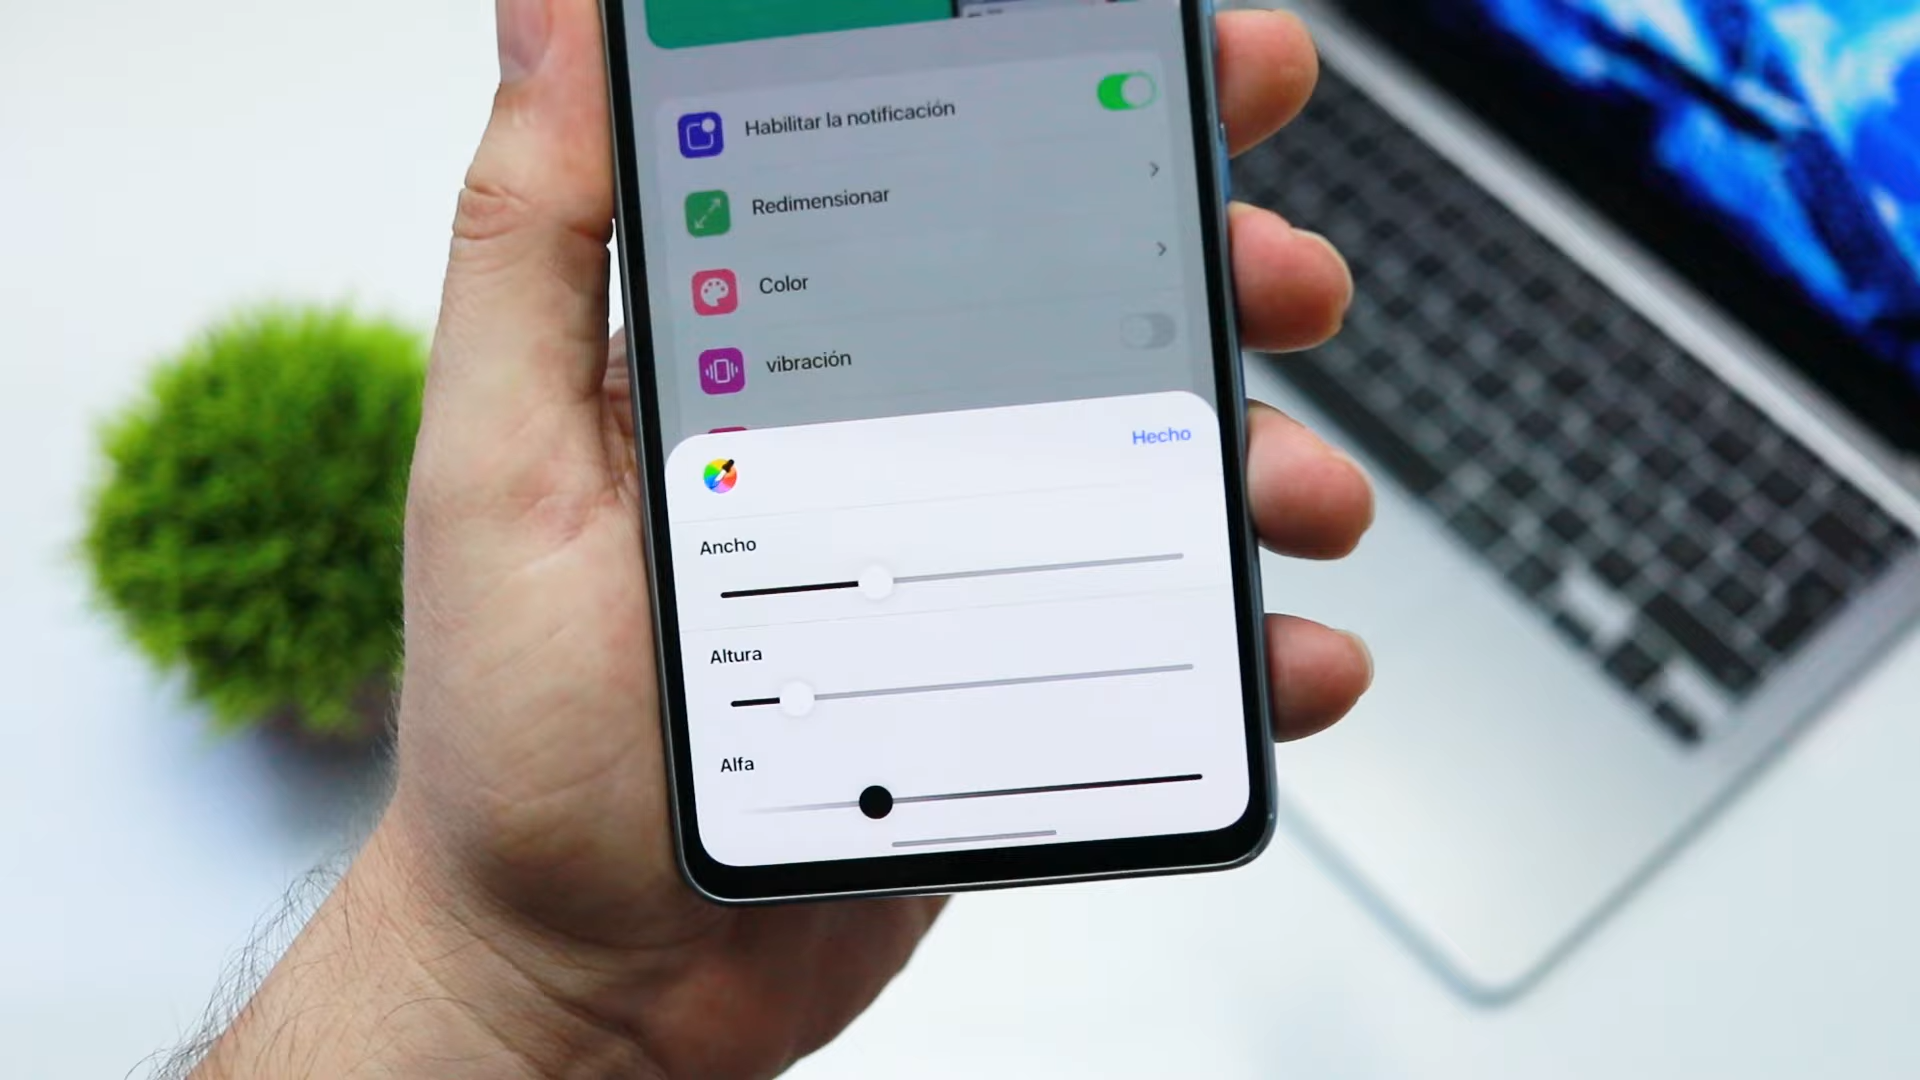 Habilitar la notificación
Redimensionar
Color
vibración
Hecho
Ancho
Altura
Alfa